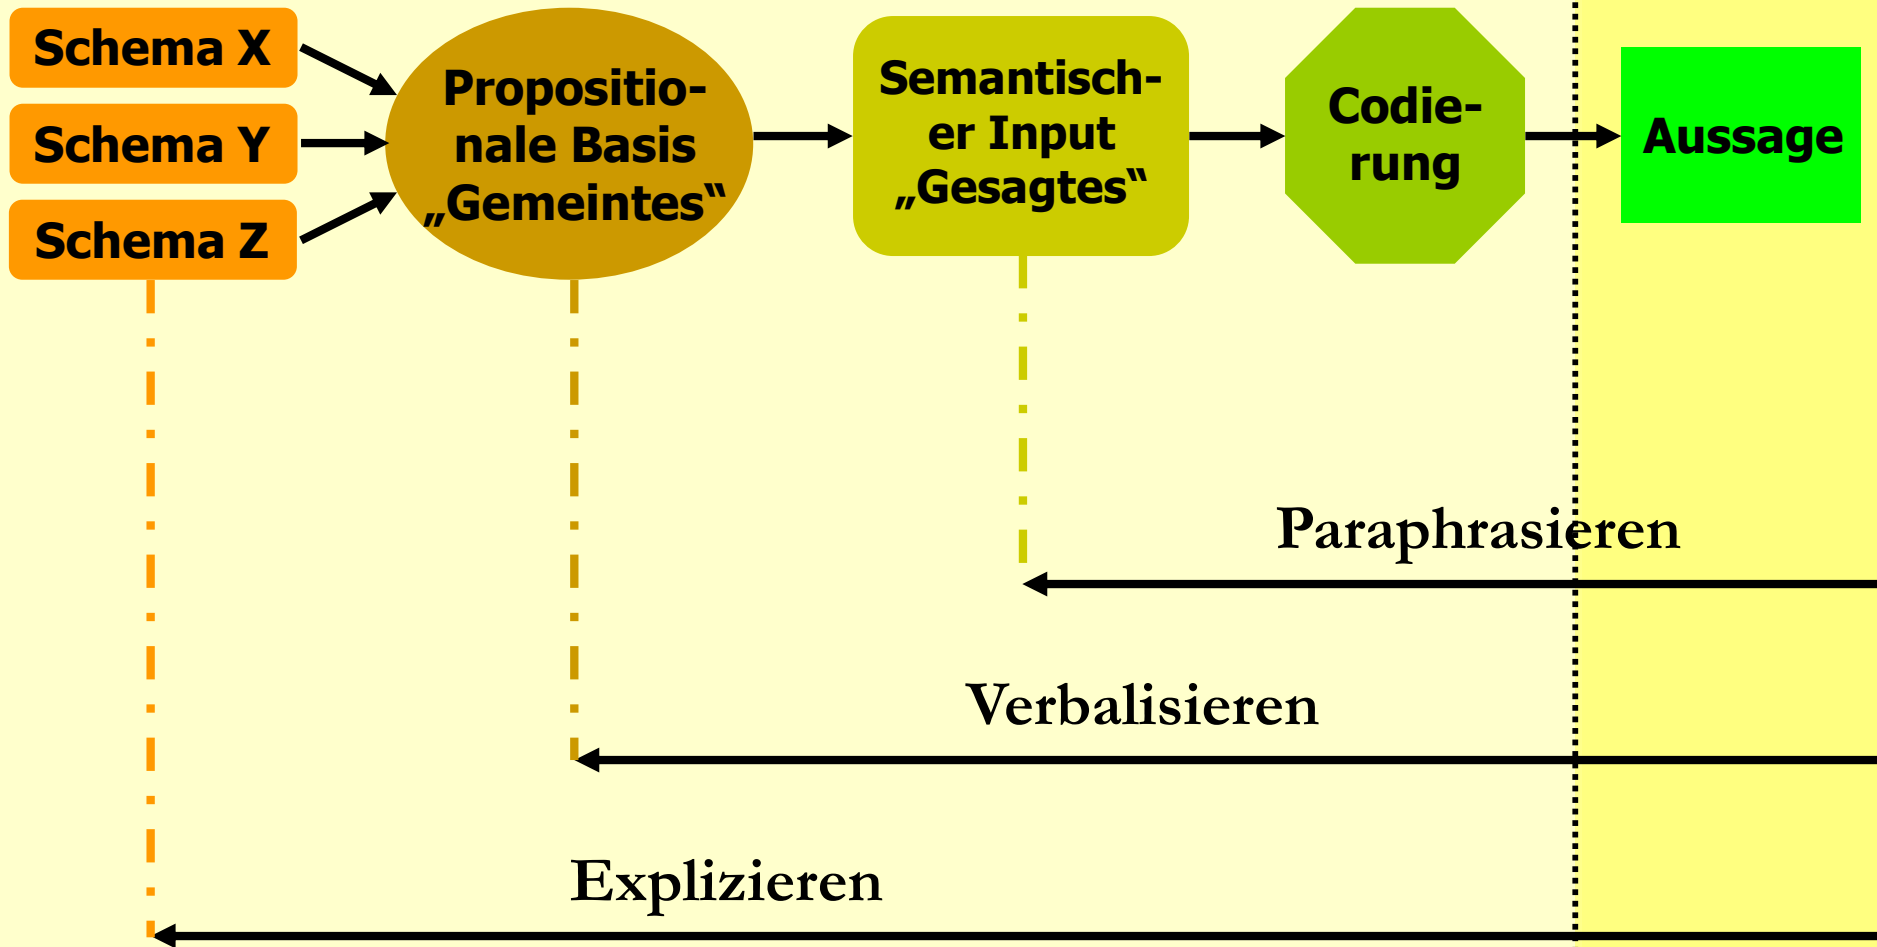 Schema X
Schema Y
Schema Z
Propositio-
nale Basis
„Gemeintes“
Semantisch-
er Input
„Gesagtes“
Codie-
rung
Aussage
Paraphrasieren
Verbalisieren
Explizieren